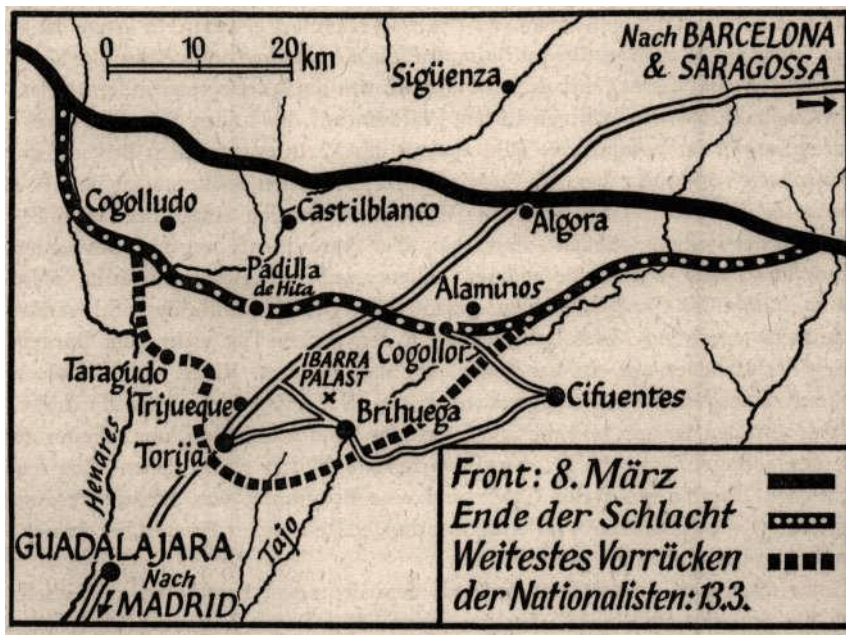 0 10 20 km
Nach BARCELONA
& SARAGOSSA
Sigüenza
Cogolludo
Castilblanco
Algora
Padilla
de Hita
Alaminos
Cogollor
Taragudo
IBARRA
PALAST
Cifuentes
Trijueque
Brihuega
Torija
Henares
Tajo
GUADALAJARA
Nach
MADRID
Front: 8. März
Ende der Schlacht
Weitestes Vorrücken
der Nationalisten: 13.3.